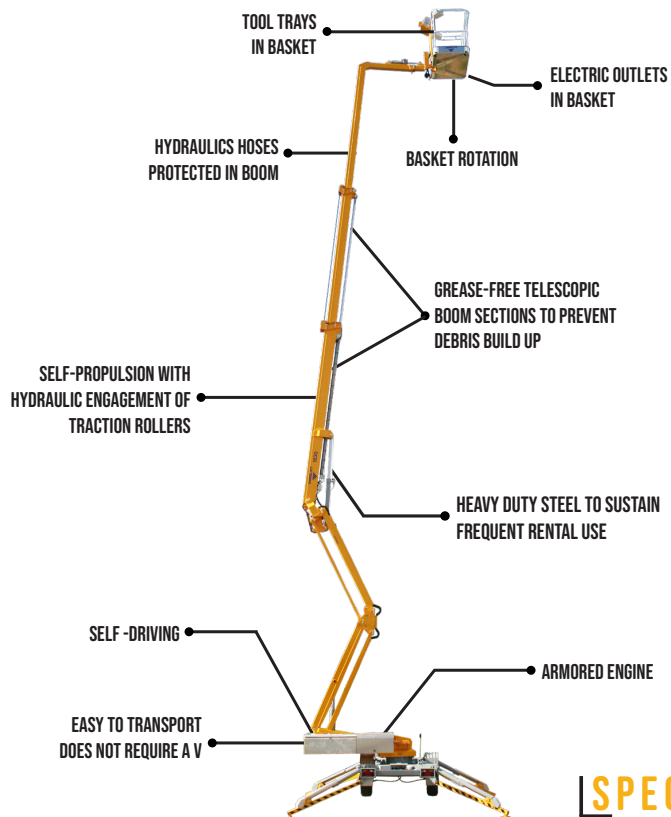 TOOL TRAYS
IN BASKET
ELECTRIC OUTLETS
IN BASKET
HYDRAULICS HOSES
PROTECTED IN BOOM
BASKET ROTATION
GREASE-FREE TELESCOPIC
BOOM SECTIONS TO PREVENT
DEBRIS BUILD UP
SELF-PROPULSION WITH
HYDRAULIC ENGAGEMENT OF
TRACTION ROLLERS
HEAVY DUTY STEEL TO SUSTAIN
FREQUENT RENTAL USE
SELF -DRIVING
ARMORED ENGINE
EASY TO TRANSPORT
DOES NOT REQUIRE A V